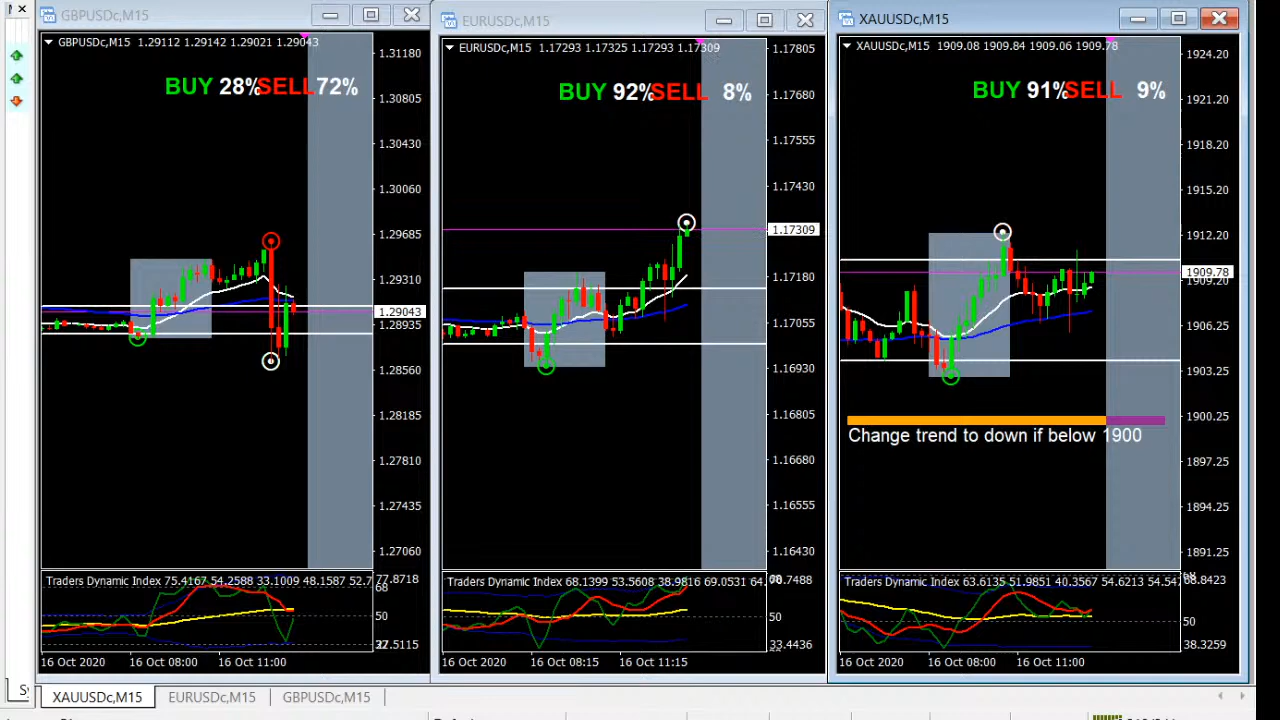 GBPUSDc,M15
GBPUSDc,M15 1.29112 1.29142 1.29021 1.29043
BUY 28% SELL 72%
1.31180
1.30805
1.30430
1.30060
1.29685
1.29310
1.29043
1.28935
1.28560
1.28185
1.27810
1.27435
1.27060
Traders Dynamic Index 75.4167 54.2588 33.1009 48.1587 52.7
77.8718
68
50
16 Oct 2020
16 Oct 08:00
16 Oct 11:00
EURUSDc,M15
EURUSDc,M15 1.17293 1.17325 1.17293 1.17309
BUY 92% SELL 8%
1.17805
1.17680
1.17555
1.17430
1.17309
1.17180
1.17055
1.16930
1.16805
1.16680
1.16555
1.16430
Traders Dynamic Index 68.1399 53.5608 38.9816 69.0531 64.
50
33.4436
16 Oct 2020
16 Oct 08:15
16 Oct 11:15
XAUUSDc,M15
XAUUSDc,M15 1909.08 1909.84 1909.06 1909.78
BUY 91% SELL 9%
1924.20
1921.20
1918.20
1915.20
1912.20
1909.78
1909.20
1906.25
1903.25
1900.25
1897.25
1894.25
1891.25
Change trend to down if below 1900
Traders Dynamic Index 63.6135 51.9851 40.3567 54.6213 54.54
50
38.3259
16 Oct 2020
16 Oct 08:00
16 Oct 11:00
XAUUSDc,M15
EURUSDc,M15
GBPUSDc,M15